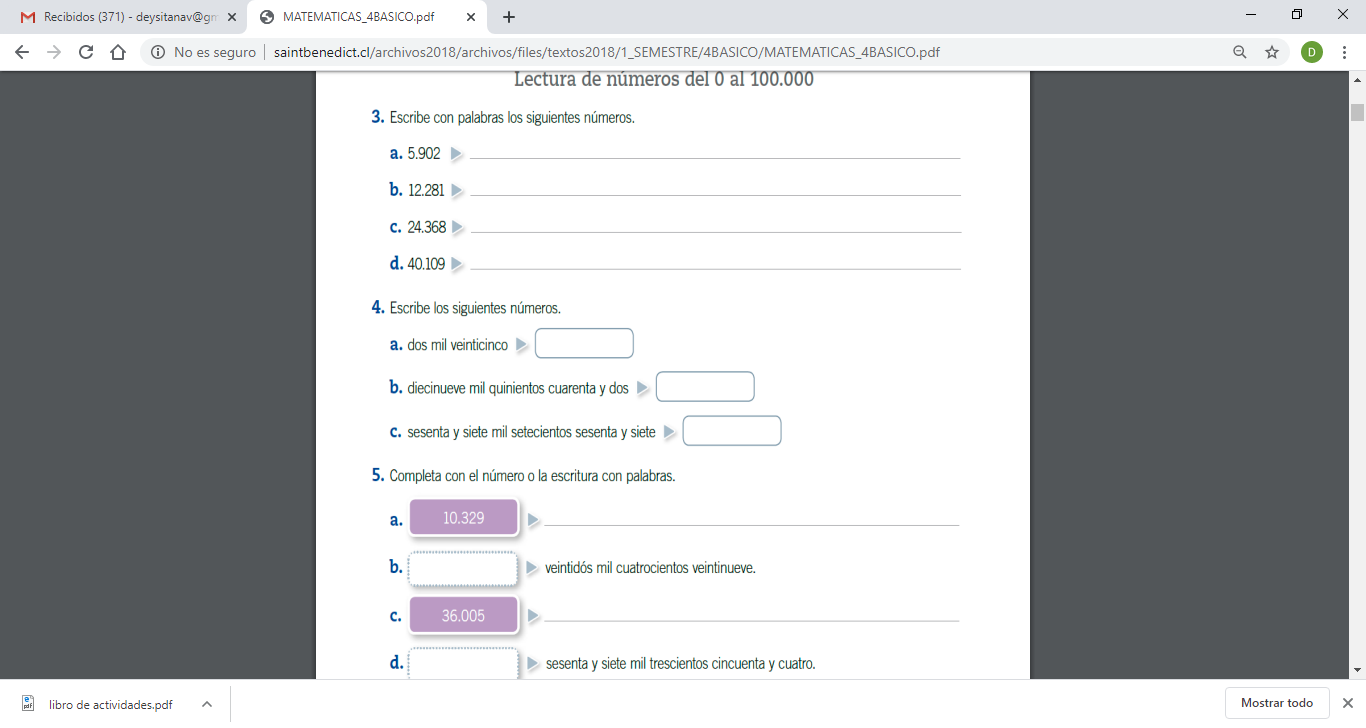 Recibidos (371) - deysitanav@gm
MATEMATICAS_4BASICO.pdf
No es seguro | saintbenedict.cl/archivos2018/archivos/files/textos2018/1_SEMESTRE/4BASICO/MATEMATICAS_4BASICO.pdf
D
Lectura de números del 0 al 100.000
3. Escribe con palabras los siguientes números.
a. 5.902
b. 12.281
c. 24.368
d. 40.109
4. Escribe los siguientes números.
a. dos mil veinticinco
b. diecinueve mil quinientos cuarenta y dos
c. sesenta y siete mil setecientos sesenta y siete
5. Completa con el número o la escritura con palabras.
a. 10.329
b. veintidós mil cuatrocientos veintinueve.
c. 36.005
d. sesenta y siete mil trescientos cincuenta y cuatro.
libro de actividades.pdf
Mostrar todo